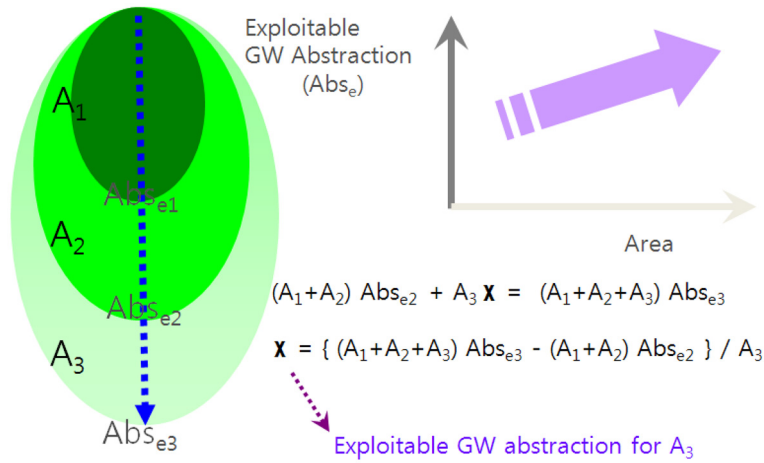 Exploitable
GW Abstraction
(Absₑ)
A₁
Absₑ₁
A₂
Area
Absₑ₂
(A₁+A₂) Absₑ₂ + A₃ X = (A₁+A₂+A₃) Absₑ₃
X = { (A₁+A₂+A₃) Absₑ₃ - (A₁+A₂) Absₑ₂ } / A₃
A₃
Absₑ₃
Exploitable GW abstraction for A₃